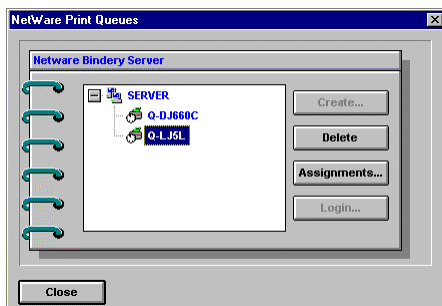 NetWare Print Queues
Netware Bindery Server
SERVER
Q-DJ660C
Q-LJ5L
Create...
Delete
Assignments...
Login...
Close